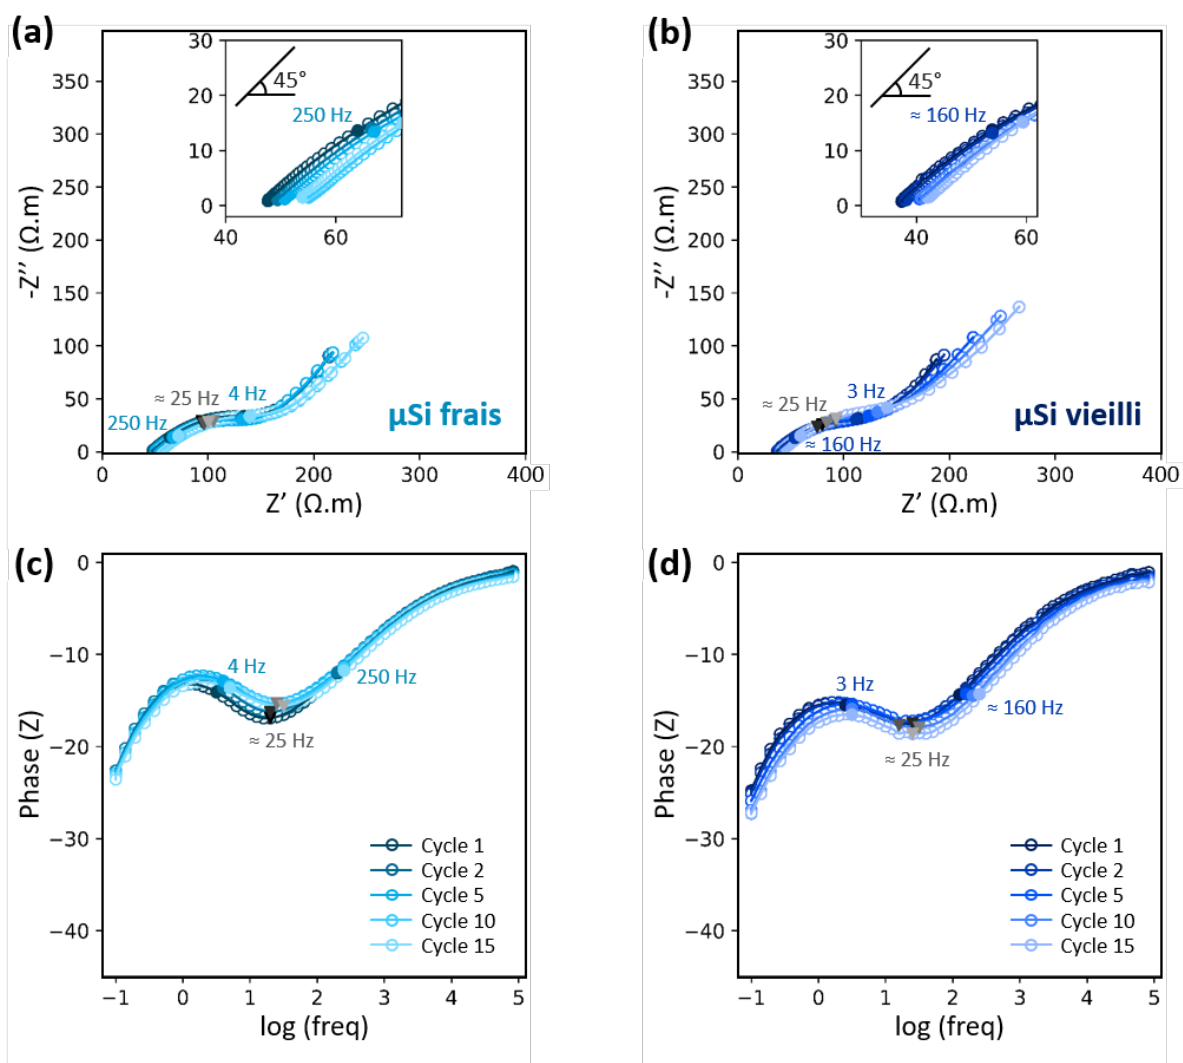 (a)
350
300
250
200
150
100
50
0
-Z’’ (Ω.m)
30
20
10
0
40
60
45°
250 Hz
≈ 25 Hz
4 Hz
250 Hz
µSi frais
0
100
200
300
400
Z’ (Ω.m)
(b)
350
300
250
200
150
100
50
0
-Z’’ (Ω.m)
30
20
10
0
40
60
45°
≈ 160 Hz
≈ 25 Hz
3 Hz
≈ 160 Hz
µSi vieilli
0
100
200
300
400
Z’ (Ω.m)
(c)
0
−10
−20
−30
−40
Phase (Z)
4 Hz
250 Hz
≈ 25 Hz
Cycle 1
Cycle 2
Cycle 5
Cycle 10
Cycle 15
−1
0
1
2
3
4
5
log (freq)
(d)
0
−10
−20
−30
−40
Phase (Z)
3 Hz
≈ 160 Hz
≈ 25 Hz
Cycle 1
Cycle 2
Cycle 5
Cycle 10
Cycle 15
−1
0
1
2
3
4
5
log (freq)